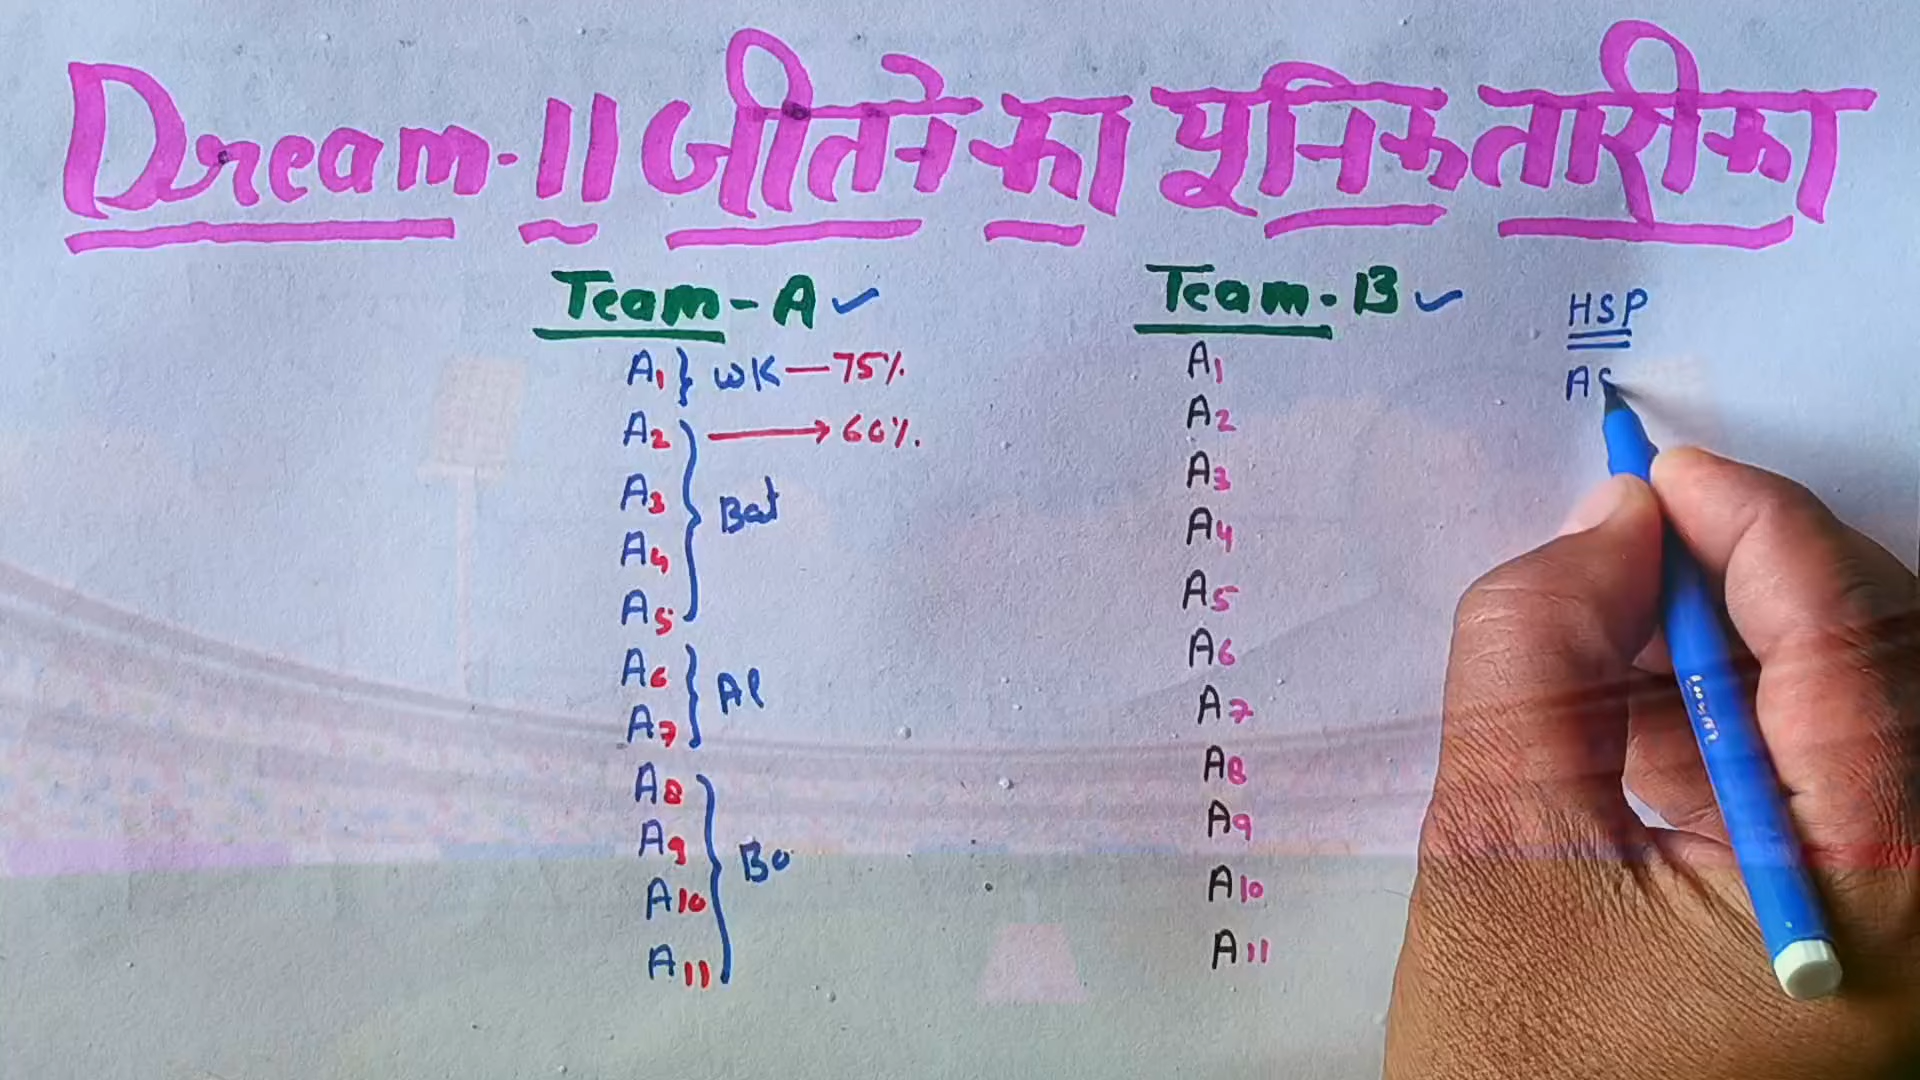 Dream-11 जीतने का यूनिक तारीका
Team-A ✓
A1 } WK — 75%
A2 → 60%
A3
Bat
A4
A5
A6
Al
A7
A8
A9
Bo
A10
A11
Team-B ✓
A1
A2
A3
A4
A5
A6
A7
A8
A9
A10
A11
HSP
A